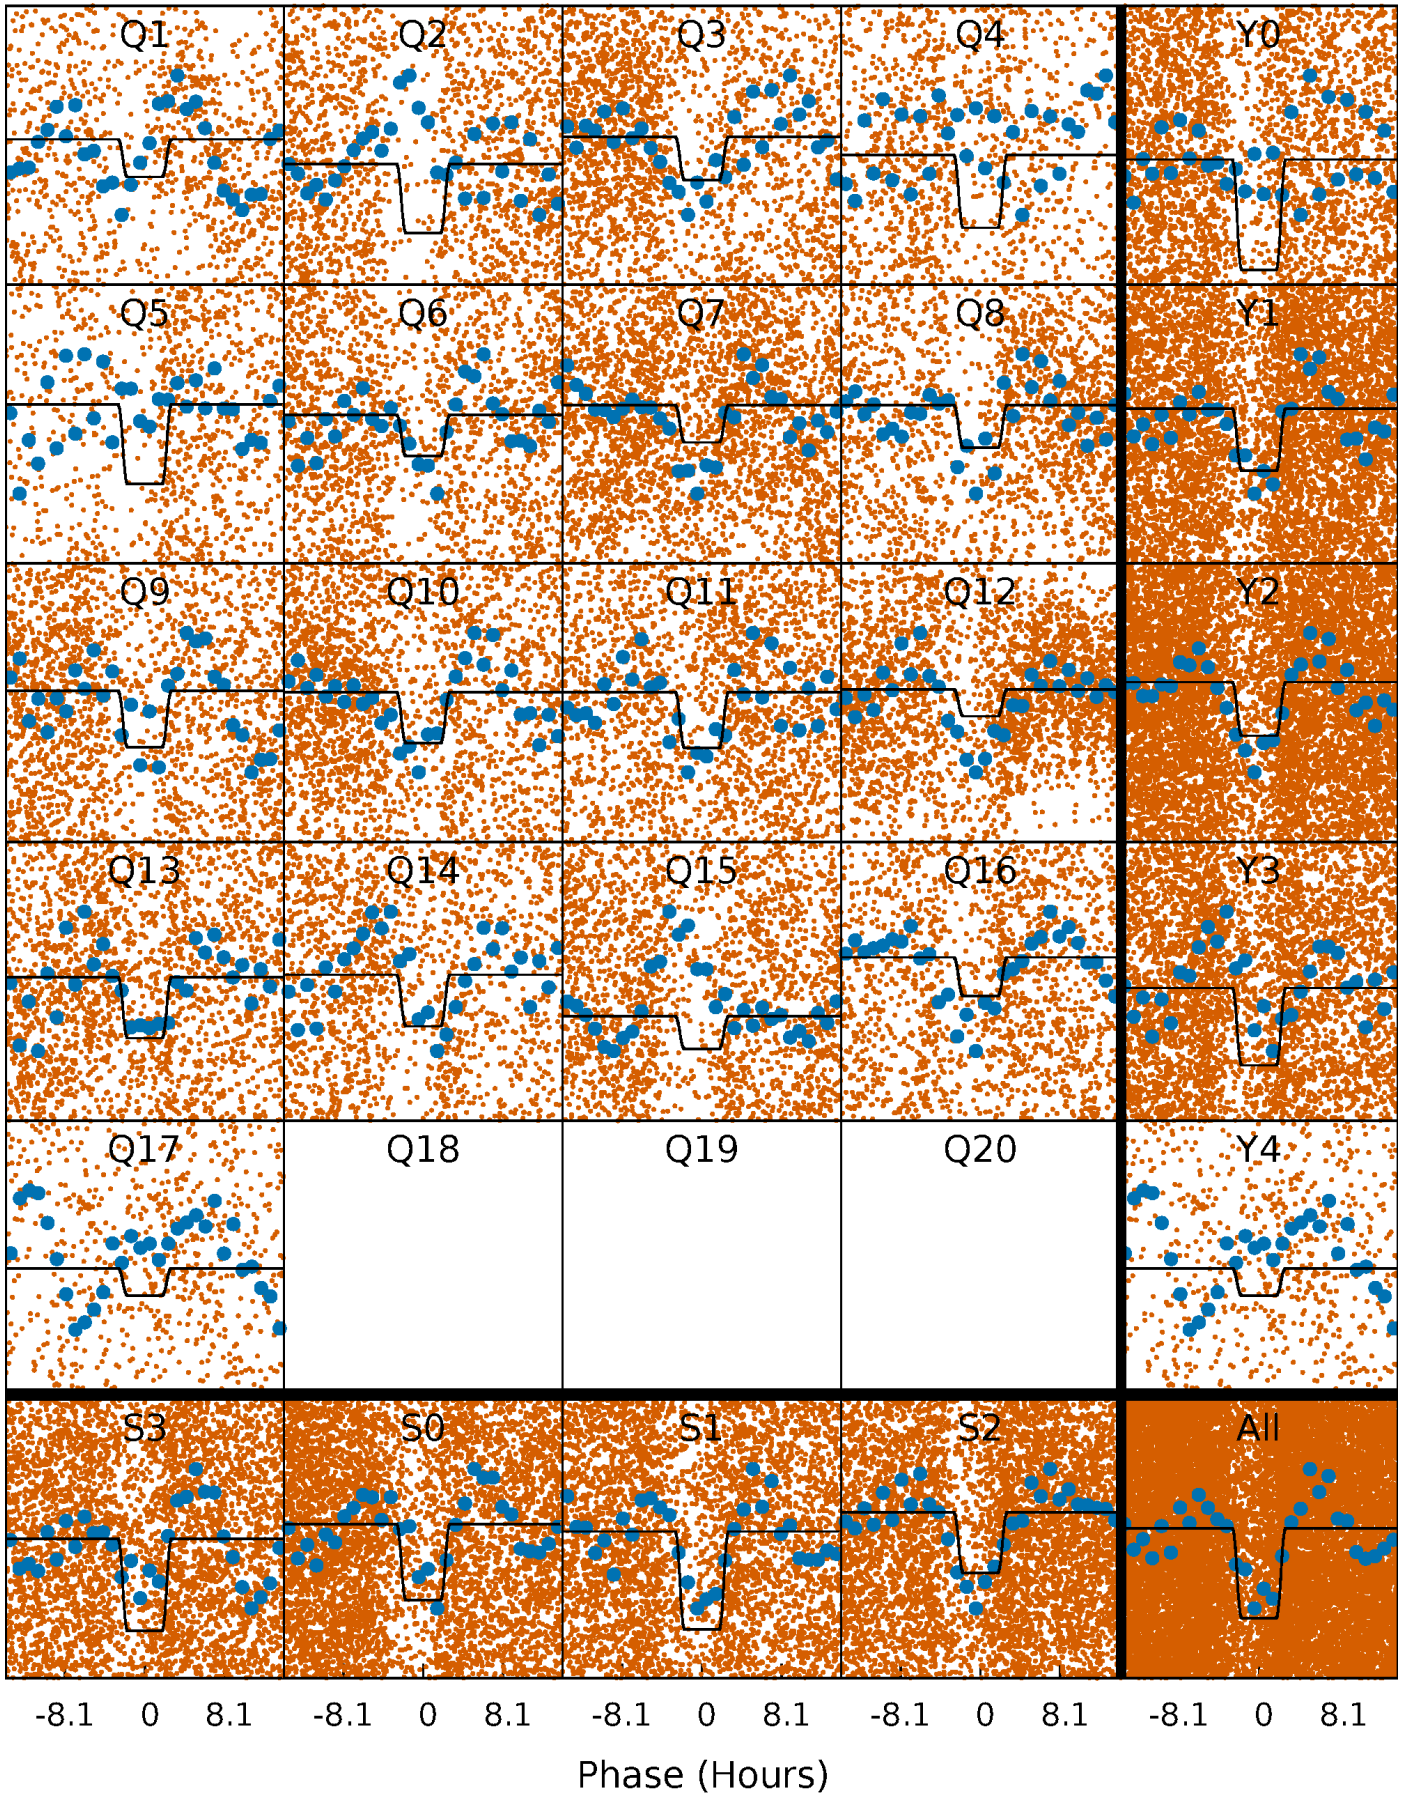 Q1 Q2 Q3 Q4 Y0
Q5 Q6 Q7 Q8 Y1
Q9 Q10 Q11 Q12 Y2
Q13 Q14 Q15 Q16 Y3
Q17 Q18 Q19 Q20 Y4
S3 S0 S1 S2 All
-8.1 0 8.1 -8.1 0 8.1 -8.1 0 8.1 -8.1 0 8.1 -8.1 0 8.1
Phase (Hours)